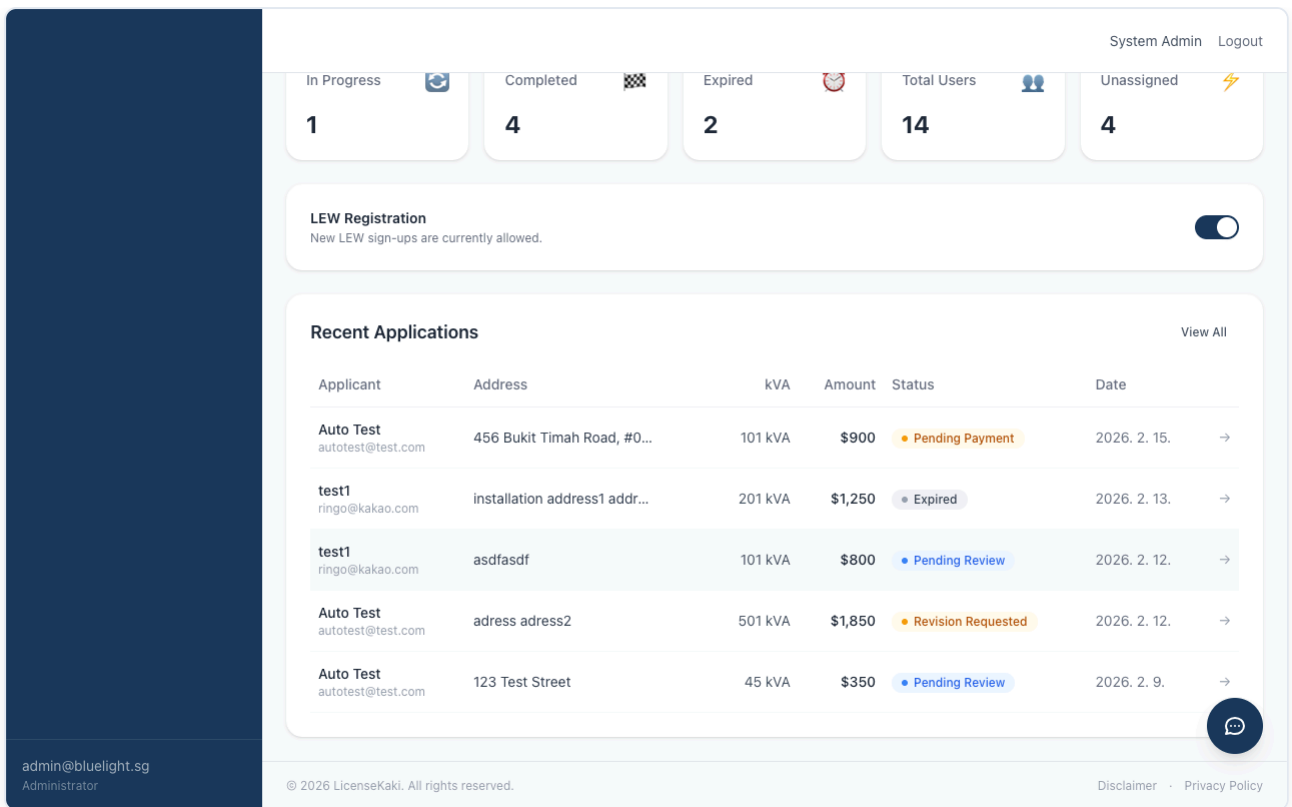 System Admin Logout
In Progress
1
Completed
4
Expired
2
Total Users
14
Unassigned
4
LEW Registration
New LEW sign-ups are currently allowed.
Recent Applications
View All
Applicant Address kVA Amount Status Date
Auto Test
autotest@test.com
456 Bukit Timah Road, #0... 101 kVA $900 Pending Payment 2026. 2. 15. →
test1
ringo@kakao.com
installation address1 addr... 201 kVA $1,250 Expired 2026. 2. 13. →
test1
ringo@kakao.com
asdfasdf 101 kVA $800 Pending Review 2026. 2. 12. →
Auto Test
autotest@test.com
adress adress2 501 kVA $1,850 Revision Requested 2026. 2. 12. →
Auto Test
autotest@test.com
123 Test Street 45 kVA $350 Pending Review 2026. 2. 9. →
admin@bluelight.sg
Administrator
© 2026 LicenseKaki. All rights reserved.
Disclaimer · Privacy Policy